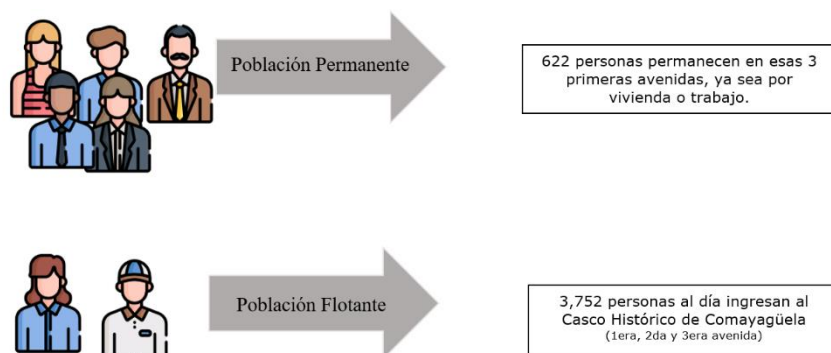 Población Permanente
622 personas permanecen en esas 3
primeras avenidas, ya sea por
vivienda o trabajo.
Población Flotante
3,752 personas al día ingresan al
Casco Histórico de Comayagüela
(1era, 2da y 3era avenida)